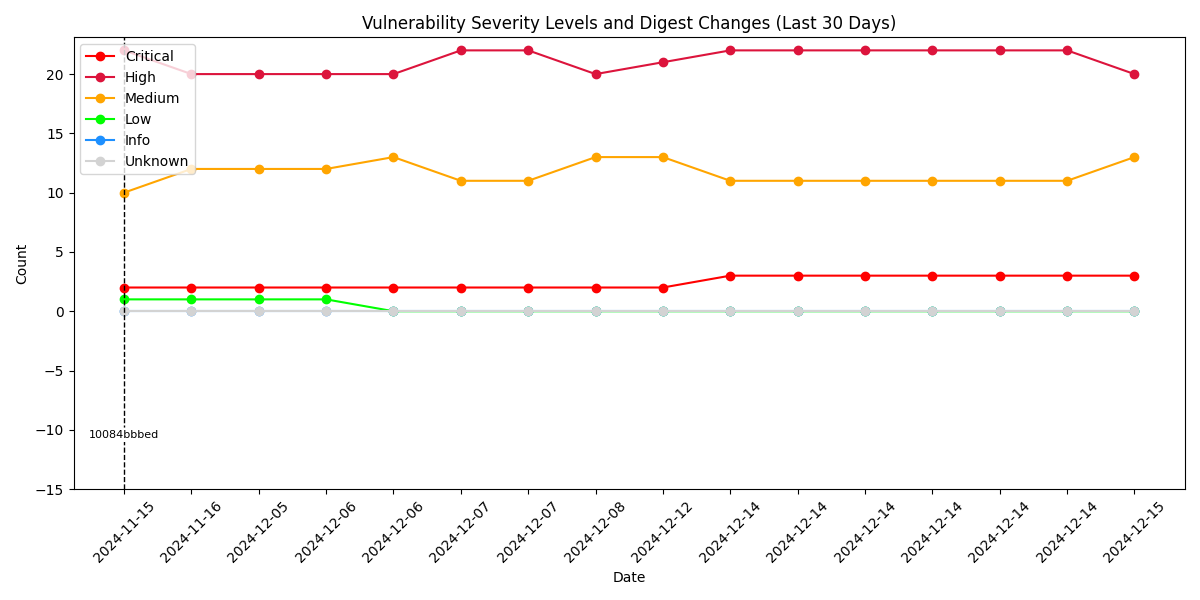 Vulnerability Severity Levels and Digest Changes (Last 30 Days)
Critical
High
Medium
Low
Info
Unknown
20
15
10
5
0
−5
−10
−15
Count
10084bbbed
2024-11-15
2024-11-16
2024-12-05
2024-12-06
2024-12-06
2024-12-07
2024-12-07
2024-12-08
2024-12-12
2024-12-14
2024-12-14
2024-12-14
2024-12-14
2024-12-14
2024-12-14
2024-12-15
Date